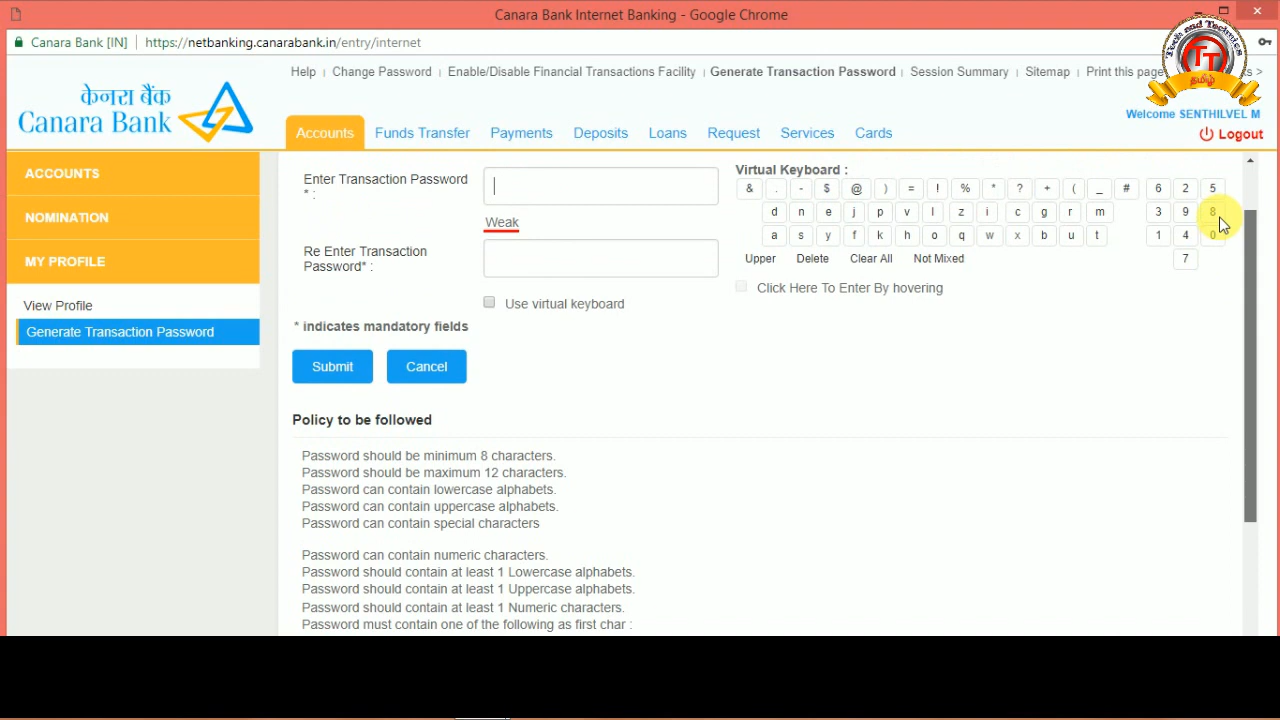 Canara Bank Internet Banking - Google Chrome
Canara Bank [IN] https://netbanking.canarabank.in/entry/internet
Tech and Technics
TT
தமிழ்
Help | Change Password | Enable/Disable Financial Transactions Facility | Generate Transaction Password | Session Summary | Sitemap | Print this page
केनरा बैंक
Canara Bank
Welcome SENTHILVEL M
Logout
Accounts Funds Transfer Payments Deposits Loans Request Services Cards
ACCOUNTS
NOMINATION
MY PROFILE
View Profile
Generate Transaction Password
Enter Transaction Password
* :
Weak
Re Enter Transaction
Password* :
Use virtual keyboard
Virtual Keyboard :
& . - $ @ ) = ! % * ? + ( _ # 6 2 5
d n e j p v l z i c g r m 3 9 8
a s y f k h o q w x b u t 1 4 0
Upper Delete Clear All Not Mixed 7
Click Here To Enter By hovering
* indicates mandatory fields
Submit Cancel
Policy to be followed
Password should be minimum 8 characters.
Password should be maximum 12 characters.
Password can contain lowercase alphabets.
Password can contain uppercase alphabets.
Password can contain special characters
Password can contain numeric characters.
Password should contain at least 1 Lowercase alphabets.
Password should contain at least 1 Uppercase alphabets.
Password should contain at least 1 Numeric characters.
Password must contain one of the following as first char :